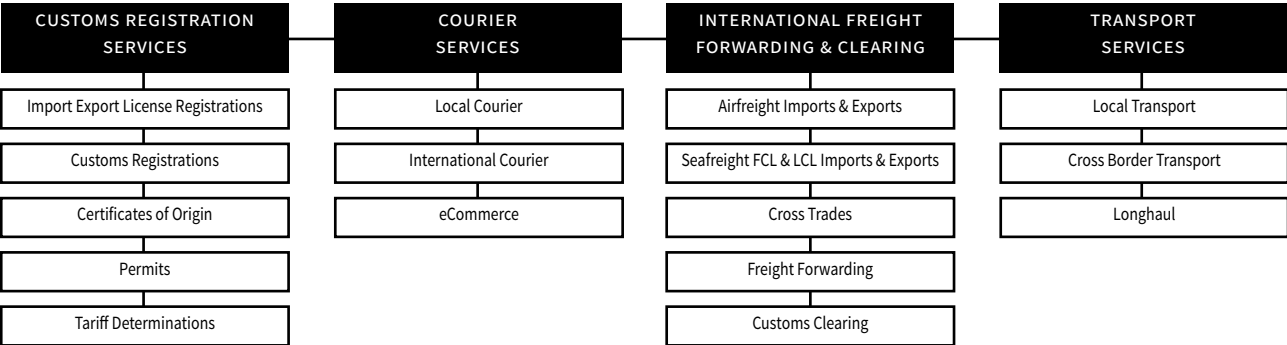 CUSTOMS REGISTRATION
SERVICES
Import Export License Registrations
Customs Registrations
Certificates of Origin
Permits
Tariff Determinations
COURIER
SERVICES
Local Courier
International Courier
eCommerce
INTERNATIONAL FREIGHT
FORWARDING & CLEARING
Airfreight Imports & Exports
Seafreight FCL & LCL Imports & Exports
Cross Trades
Freight Forwarding
Customs Clearing
TRANSPORT
SERVICES
Local Transport
Cross Border Transport
Longhaul